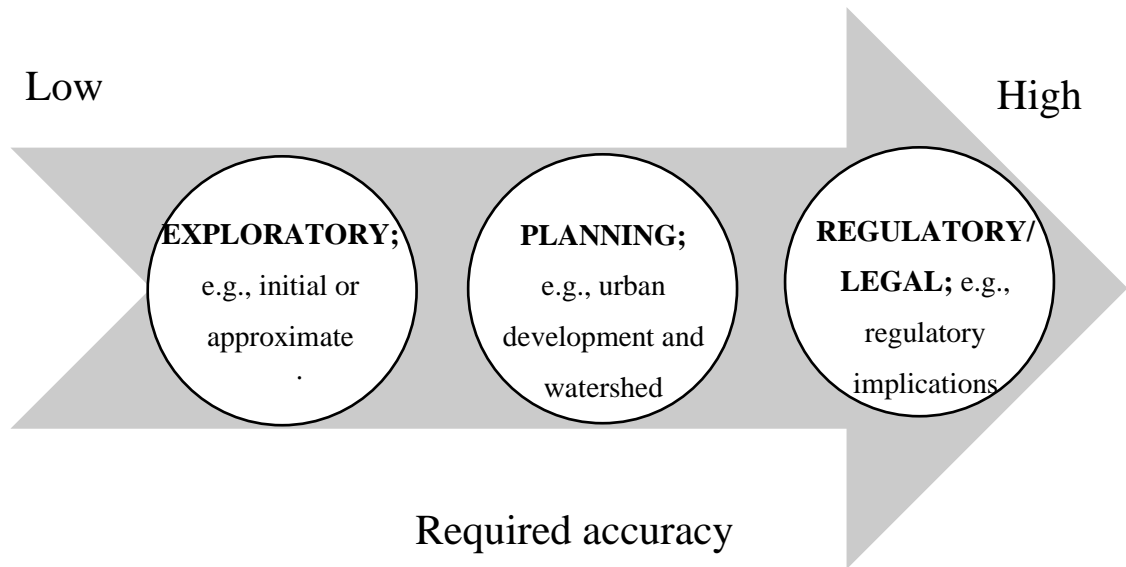 Low
High
EXPLORATORY;
e.g., initial or
approximate
.
PLANNING;
e.g., urban
development and
watershed
REGULATORY/
LEGAL; e.g.,
regulatory
implications
Required accuracy